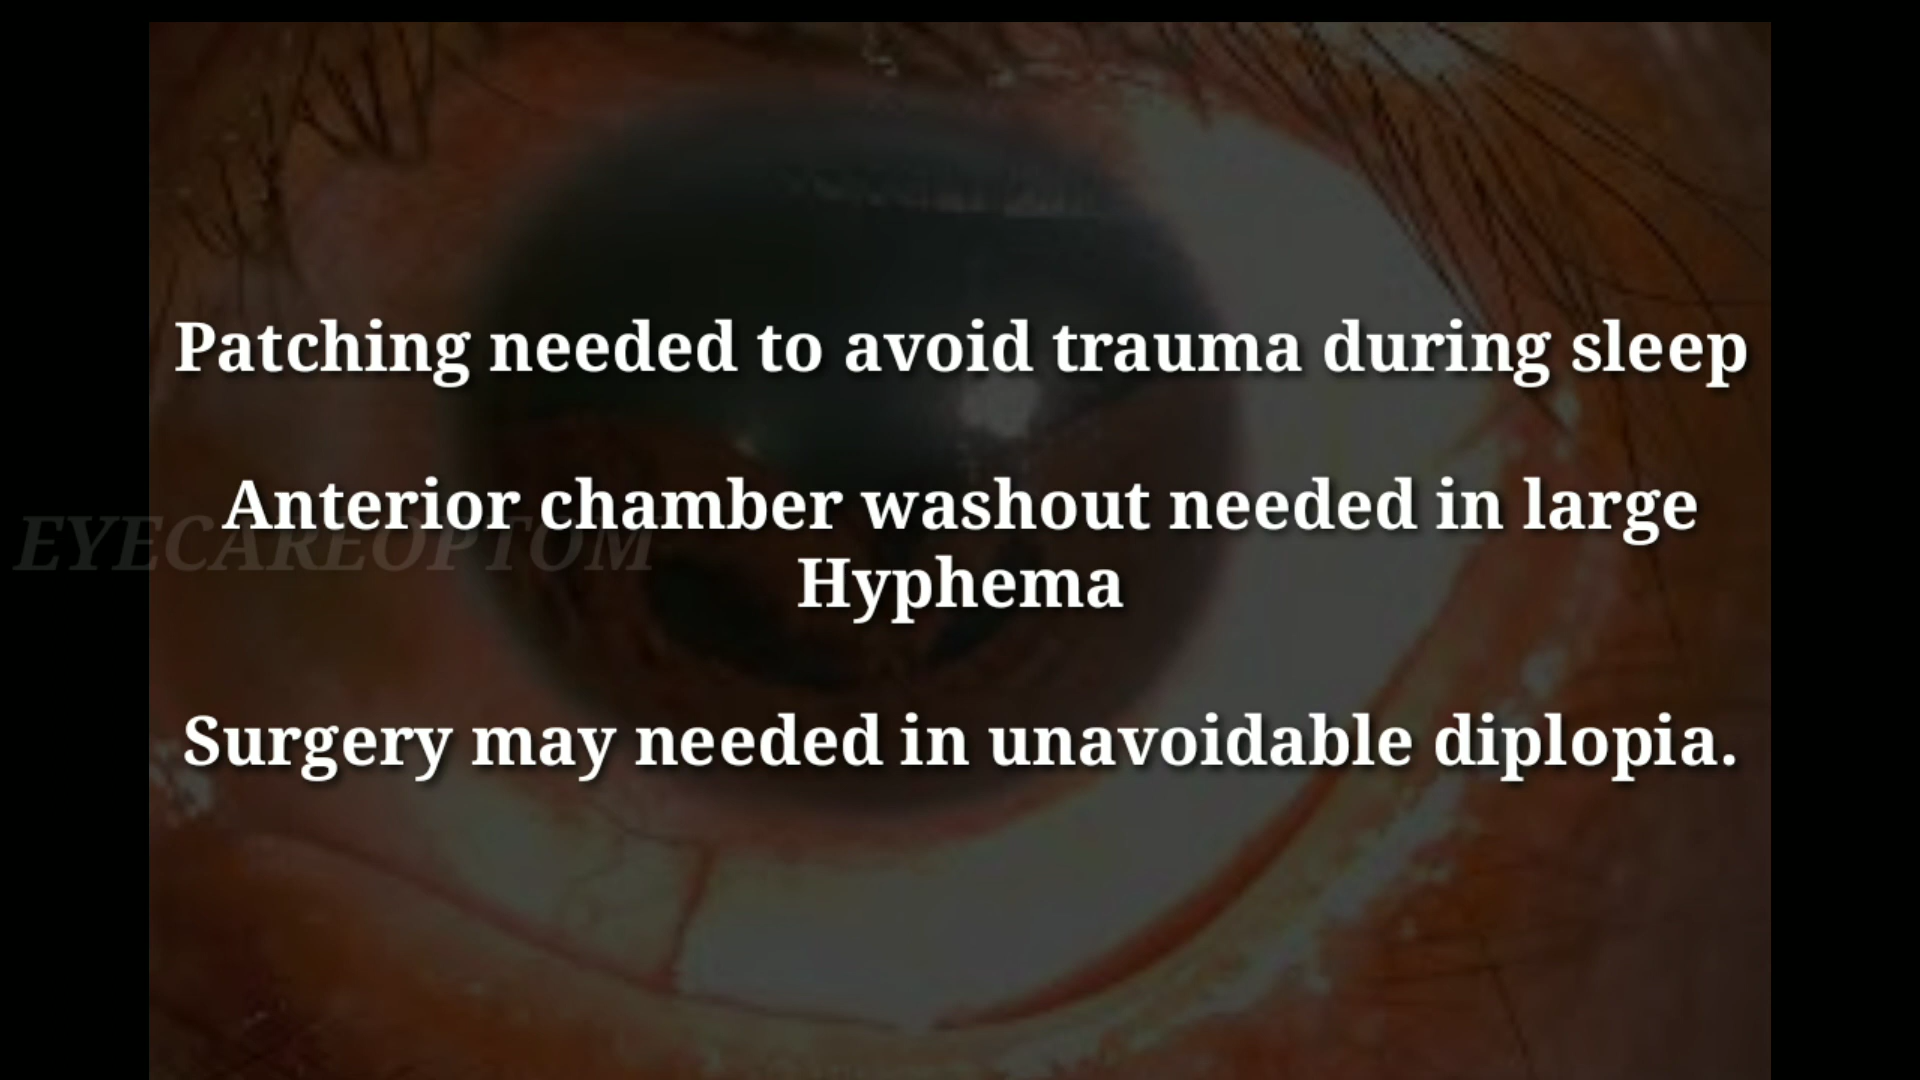 Patching needed to avoid trauma during sleep
Anterior chamber washout needed in large
Hyphema
EYECAREOPTOM
Surgery may needed in unavoidable diplopia.